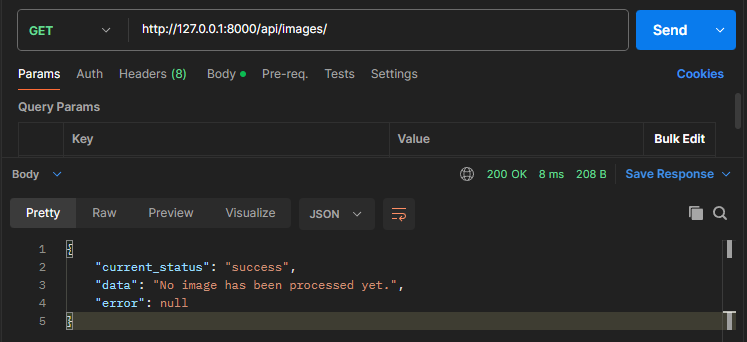 GET http://127.0.0.1:8000/api/images/ Send
Params Auth Headers (8) Body Pre-req. Tests Settings Cookies
Query Params
Key Value Bulk Edit
Body 200 OK 8 ms 208 B Save Response
Pretty Raw Preview Visualize JSON
1 {
2 "current_status": "success",
3 "data": "No image has been processed yet.",
4 "error": null
5 }